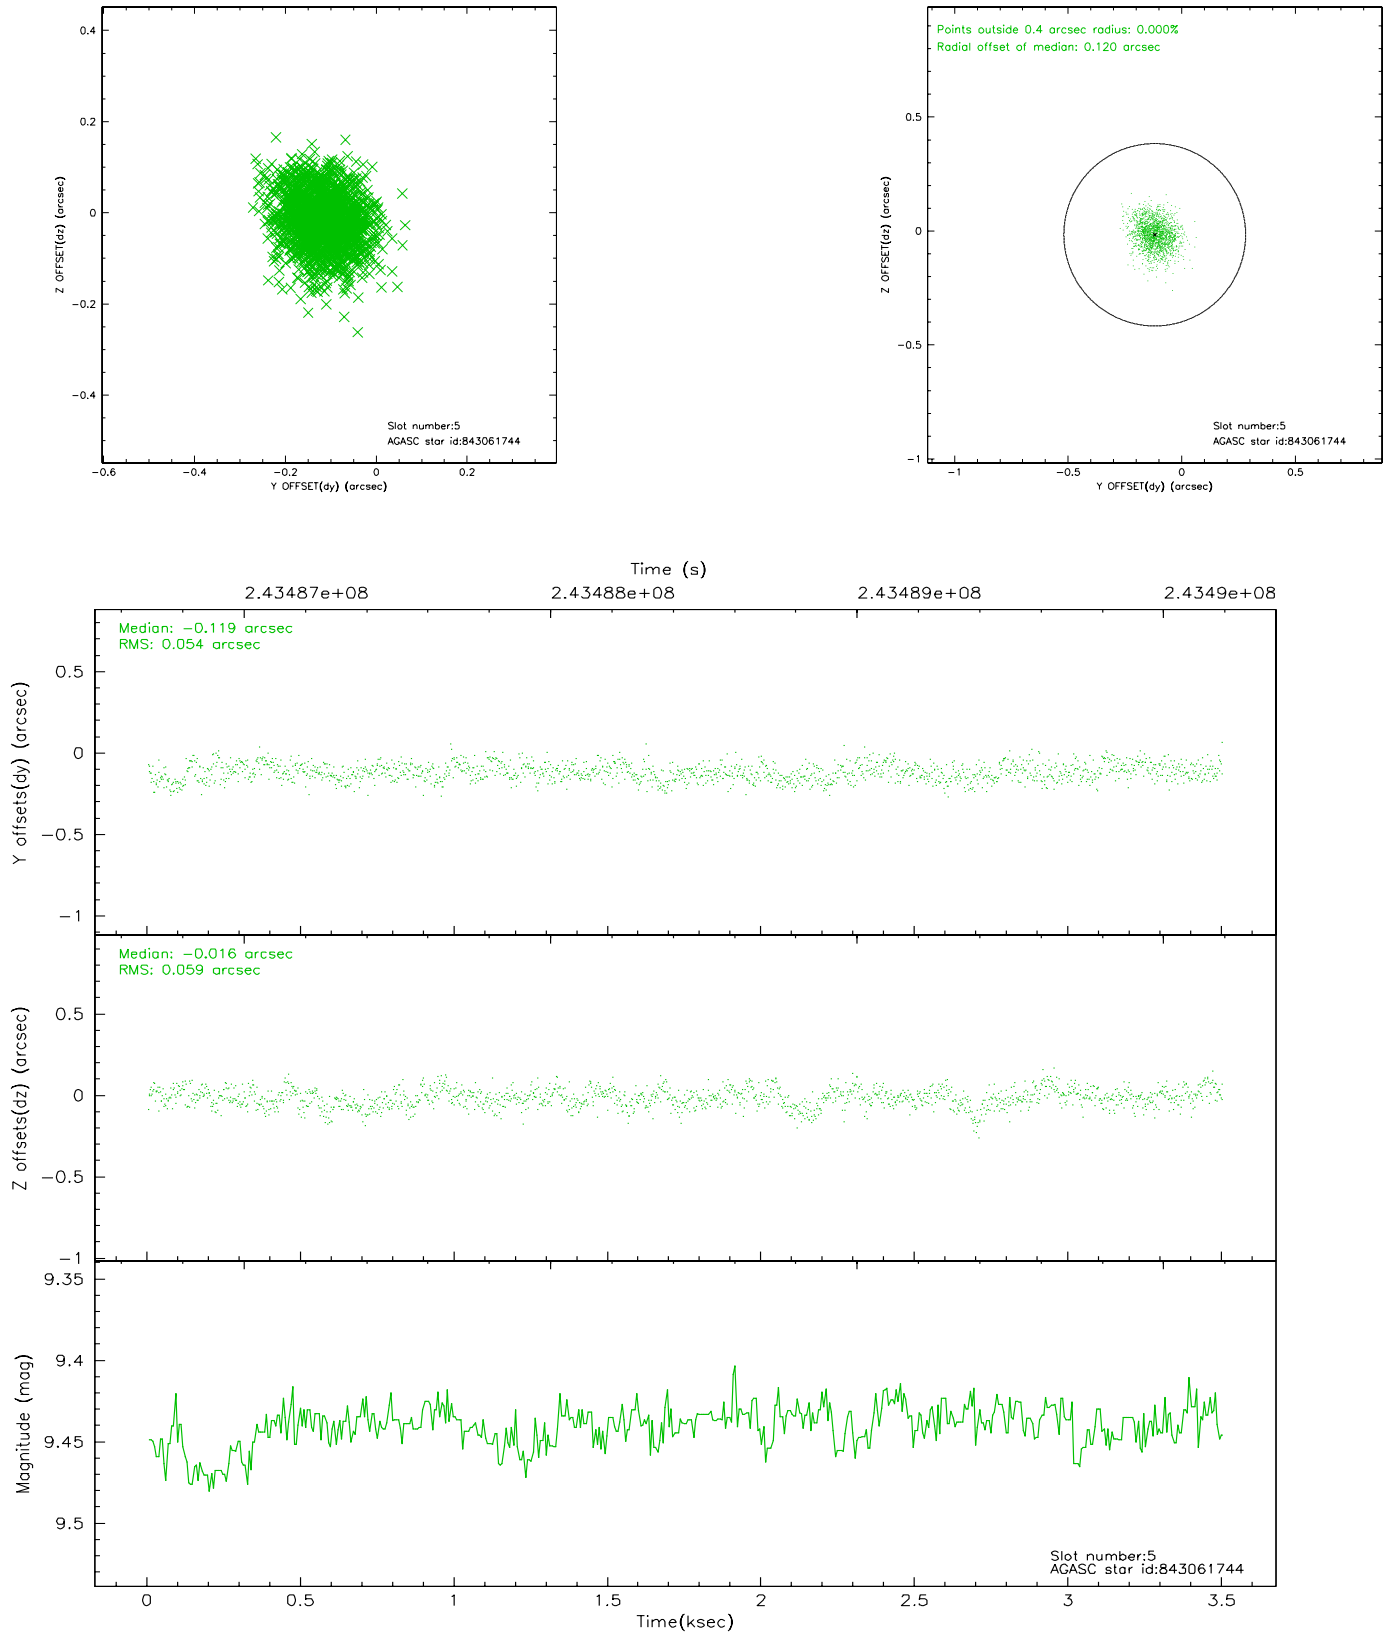 0.4
0.2
0
-0.2
-0.4
-0.6
-0.4
-0.2
0
0.2
Z OFFSET(dz) (arcsec)
Y OFFSET(dy) (arcsec)
Slot number:5
AGASC star id:843061744
Points outside 0.4 arcsec radius: 0.000%
Radial offset of median: 0.120 arcsec
0.5
0
-0.5
-1
-1
-0.5
0
0.5
Z OFFSET(dz) (arcsec)
Y OFFSET(dy) (arcsec)
Slot number:5
AGASC star id:843061744
Time (s)
2.43487e+08
2.43488e+08
2.43489e+08
2.4349e+08
Median: -0.119 arcsec
RMS: 0.054 arcsec
0.5
0
-0.5
-1
Y offsets(dy) (arcsec)
Median: -0.016 arcsec
RMS: 0.059 arcsec
0.5
0
-0.5
-1
Z offsets(dz) (arcsec)
9.35
9.4
9.45
9.5
Magnitude (mag)
Slot number:5
AGASC star id:843061744
0
0.5
1
1.5
2
2.5
3
3.5
Time(ksec)